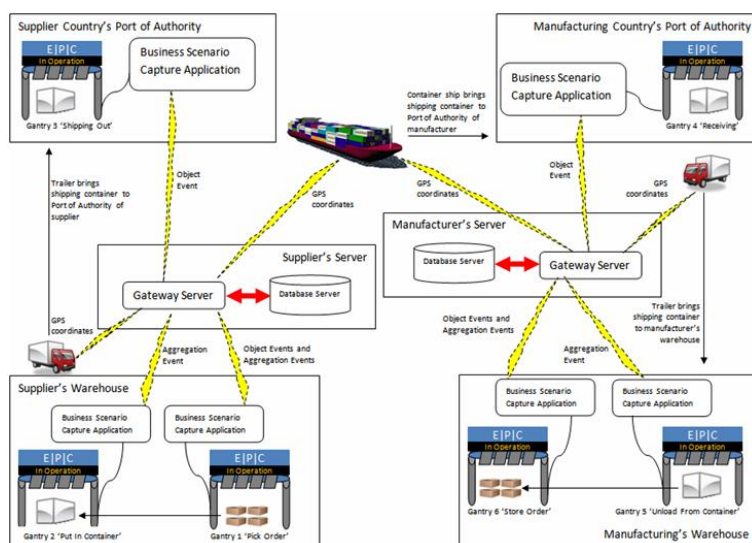 Supplier Country's Port of Authority
E|P|C
In Operation
Business Scenario
Capture Application
Gantry 3 'Shipping Out'
Manufacturing Country's Port of Authority
Business Scenario
Capture Application
E|P|C
In Operation
Gantry 4 'Receiving'
Container ship brings
shipping container to
Port of Authority of
manufacturer
Trailer brings
shipping container to
Port of Authority of
supplier
Object
Event
GPS
coordinates
GPS
coordinates
Object
Event
GPS
coordinates
Supplier's Server
Gateway Server
Database Server
Manufacturer's Server
Database Server
Gateway Server
GPS
coordinates
Aggregation
Event
Object Events and
Aggregation Events
Object Events and
Aggregation Events
Aggregation
Event
Trailer brings
shipping container
to manufacturer's
warehouse
Supplier's Warehouse
Business Scenario
Capture Application
Business Scenario
Capture Application
E|P|C
In Operation
E|P|C
In Operation
Gantry 2 'Put In Container'
Gantry 1 'Pick Order'
Business Scenario
Capture Application
Business Scenario
Capture Application
E|P|C
In Operation
E|P|C
In Operation
Gantry 6 'Store Order'
Gantry 5 'Unload From Container'
Manufacturing's Warehouse